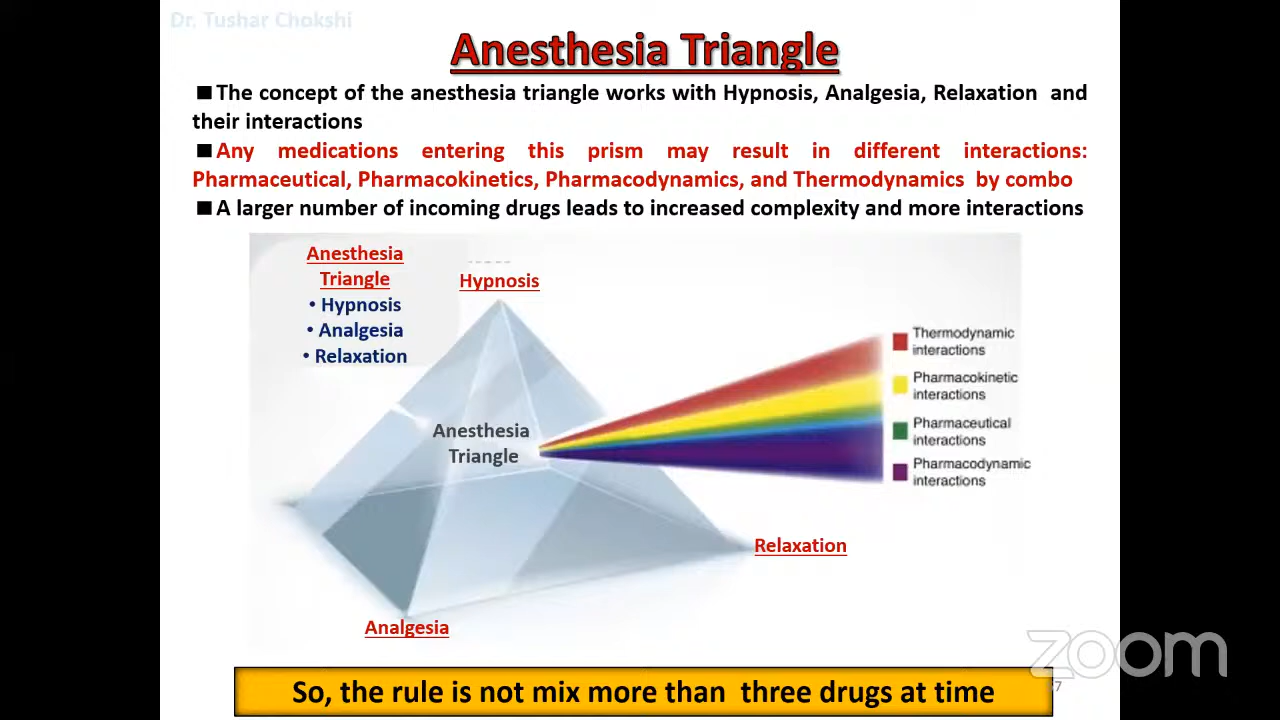 Dr. Tushar Chokshi
Anesthesia Triangle
■The concept of the anesthesia triangle works with Hypnosis, Analgesia, Relaxation and
their interactions
■Any medications entering this prism may result in different interactions:
Pharmaceutical, Pharmacokinetics, Pharmacodynamics, and Thermodynamics by combo
■A larger number of incoming drugs leads to increased complexity and more interactions
Anesthesia
Triangle
• Hypnosis
• Analgesia
• Relaxation
Hypnosis
Anesthesia
Triangle
Thermodynamic
interactions
Pharmacokinetic
interactions
Pharmaceutical
interactions
Pharmacodynamic
interactions
Relaxation
Analgesia
zoom
So, the rule is not mix more than three drugs at time